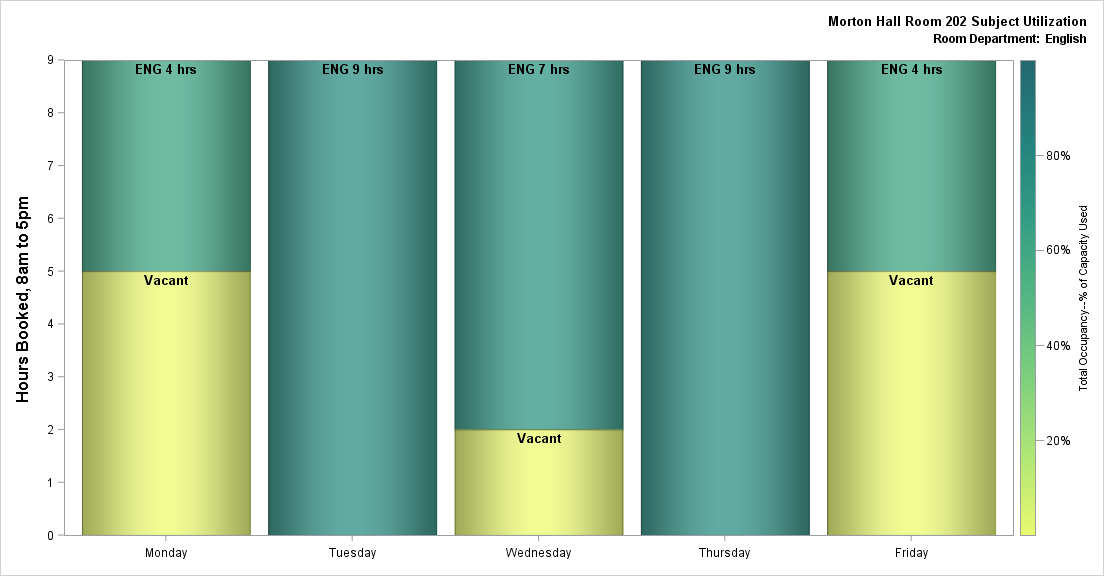 Morton Hall Room 202 Subject Utilization
Room Department: English
Hours Booked, 8am to 5pm
9
8
7
6
5
4
3
2
1
0
ENG 4 hrs
ENG 9 hrs
ENG 7 hrs
ENG 9 hrs
ENG 4 hrs
Vacant
Vacant
Vacant
Monday
Tuesday
Wednesday
Thursday
Friday
80%
60%
40%
20%
Total Occupancy--% of Capacity Used